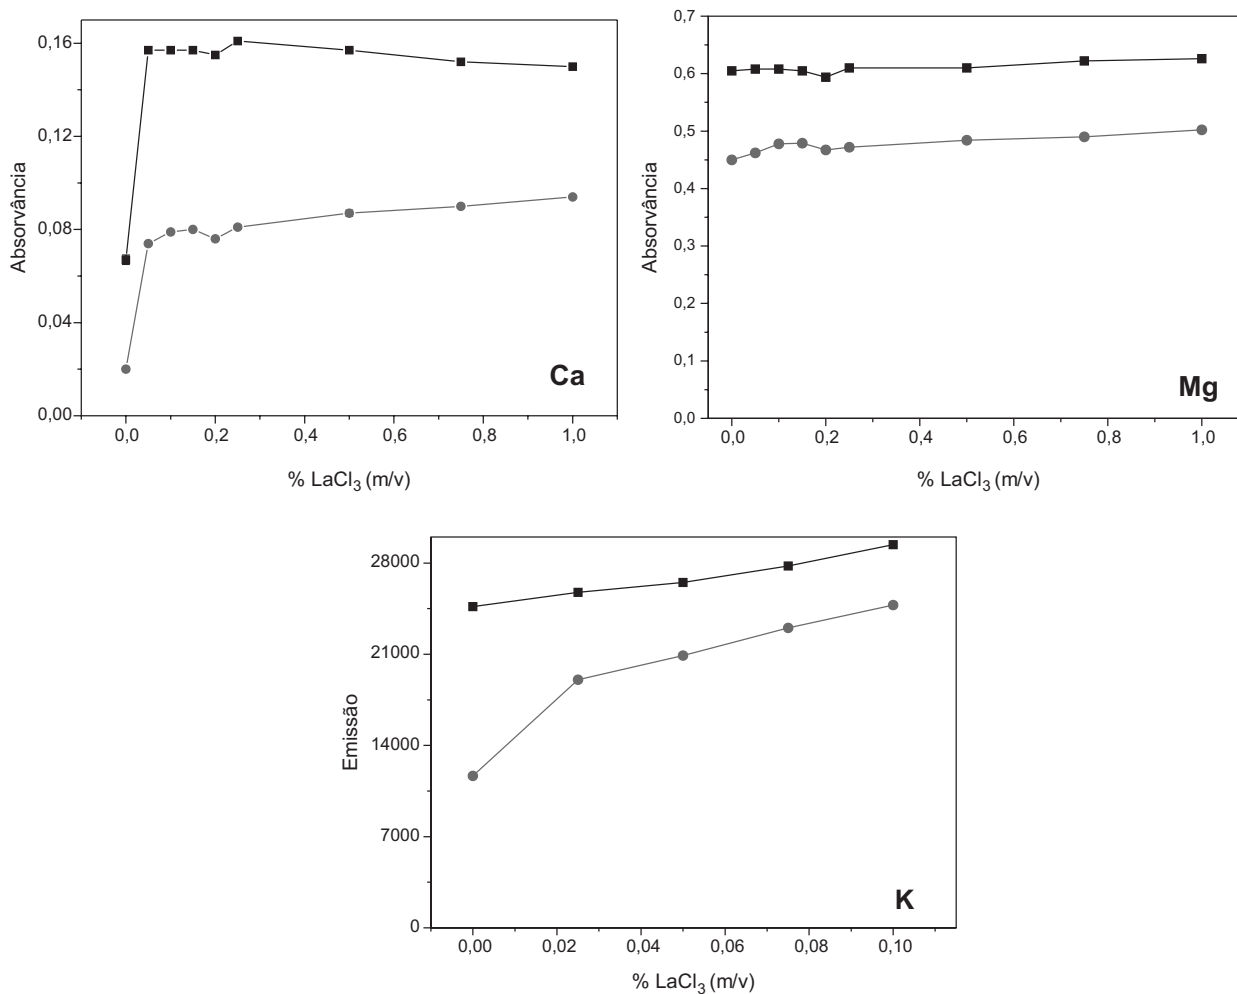 0,16
0,12
0,08
0,04
0,00
Absorvância
Ca
0,0 0,2 0,4 0,6 0,8 1,0
% LaCl₃ (m/v)
0,7
0,6
0,5
0,4
0,3
0,2
0,1
0,0
Absorvância
Mg
0,0 0,2 0,4 0,6 0,8 1,0
% LaCl₃ (m/v)
28000
21000
14000
7000
0
Emissão
K
0,00 0,02 0,04 0,06 0,08 0,10
% LaCl₃ (m/v)